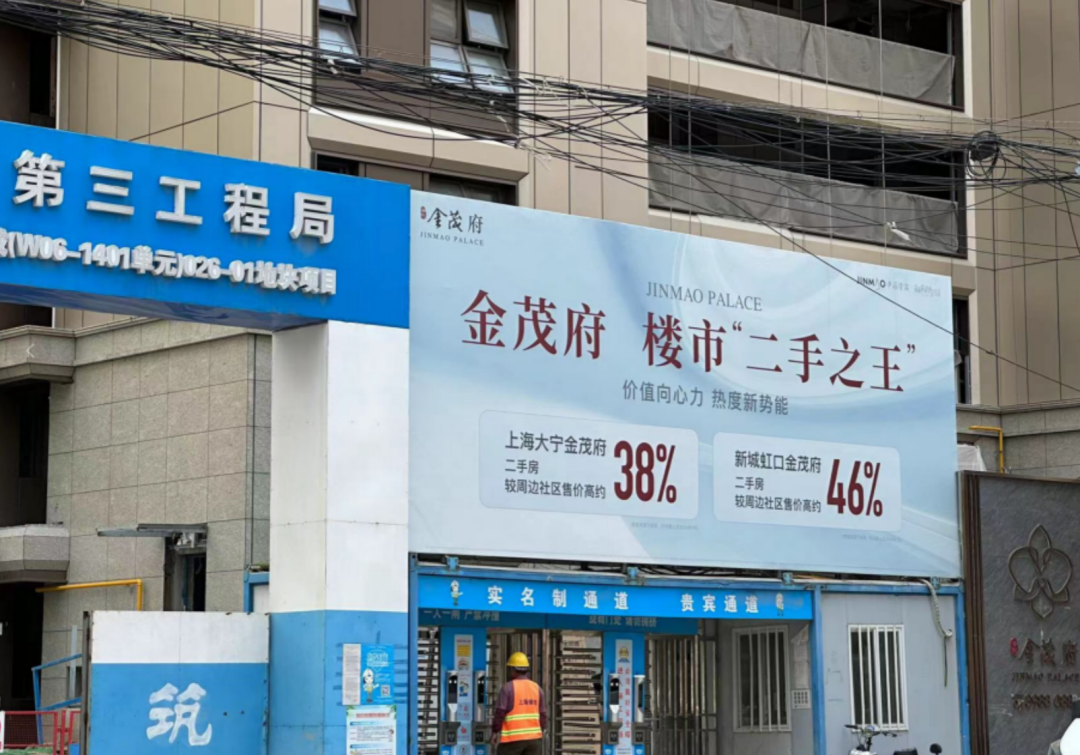 第三工程局
(W06-1401单元)026-01地块项目
金茂府
JINMAO PALACE
JINMAO
JINMAO PALACE
金茂府 楼市“二手之王”
价值向心力 热度新势能
上海大宁金茂府
二手房
较周边社区售价高约
38%
新城虹口金茂府
二手房
较周边社区售价高约
46%
实名制通道 贵宾通道
筑
金茂府
JINMAO PALACE